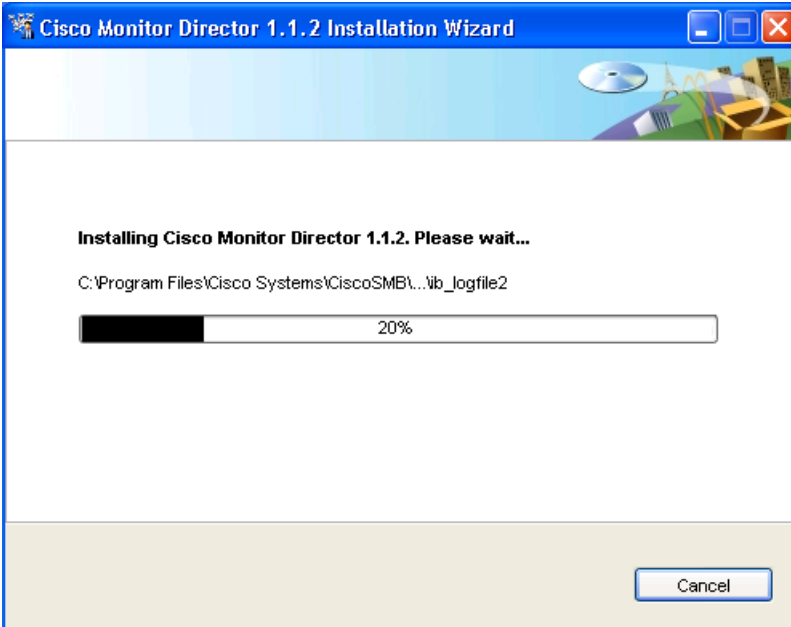 Cisco Monitor Director 1.1.2 Installation Wizard
Installing Cisco Monitor Director 1.1.2. Please wait...
C:\Program Files\Cisco Systems\CiscoSMB\...\ib_logfile2
20%
Cancel